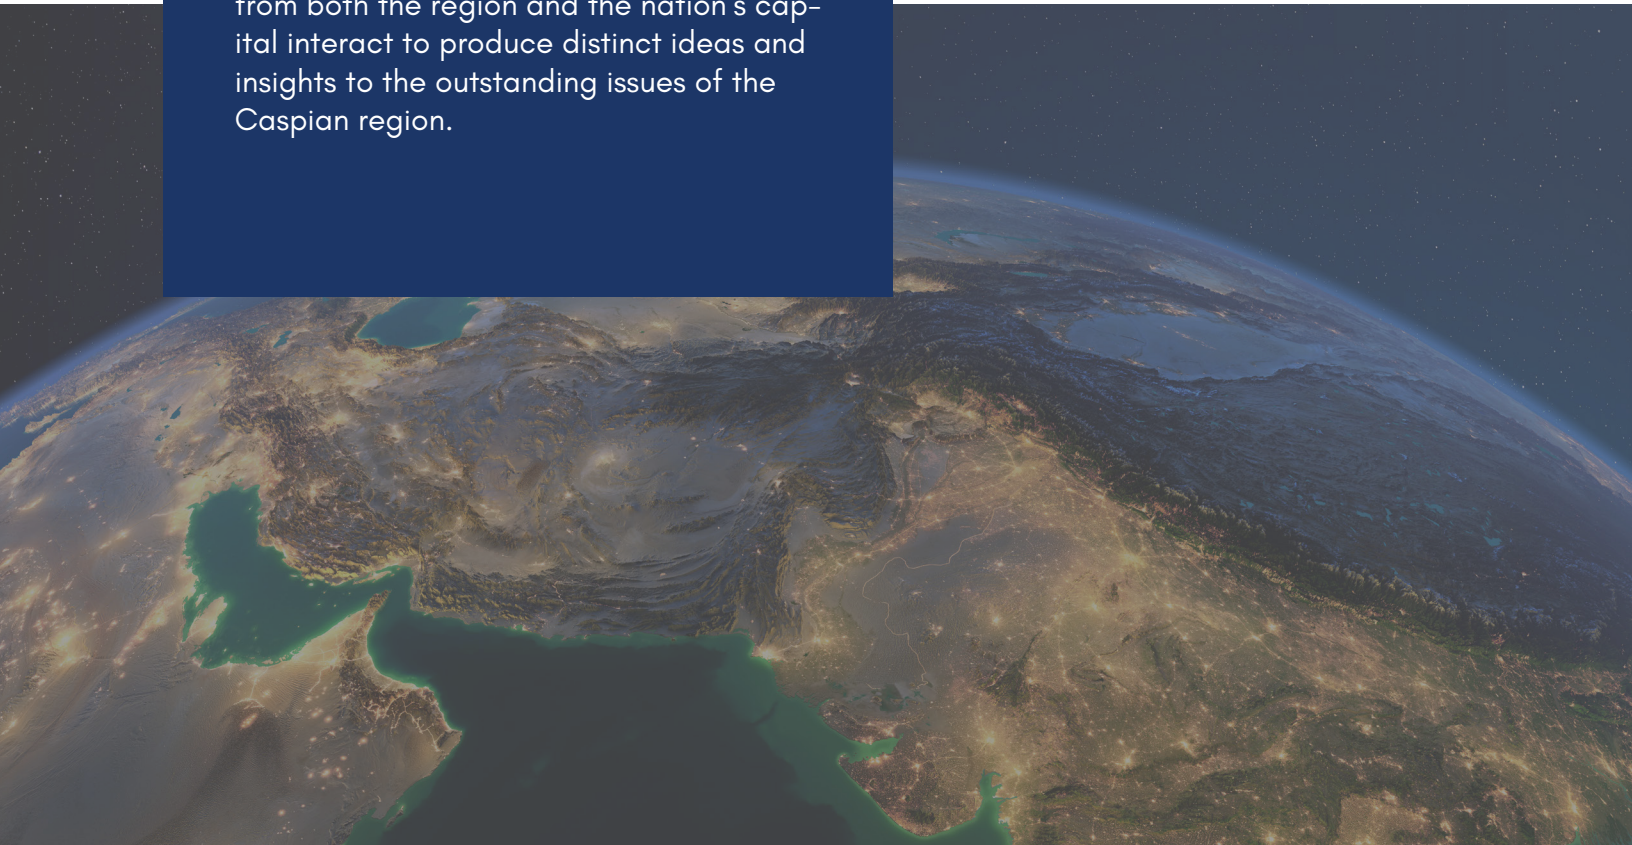 from both the region and the nation's cap-
ital interact to produce distinct ideas and
insights to the outstanding issues of the
Caspian region.